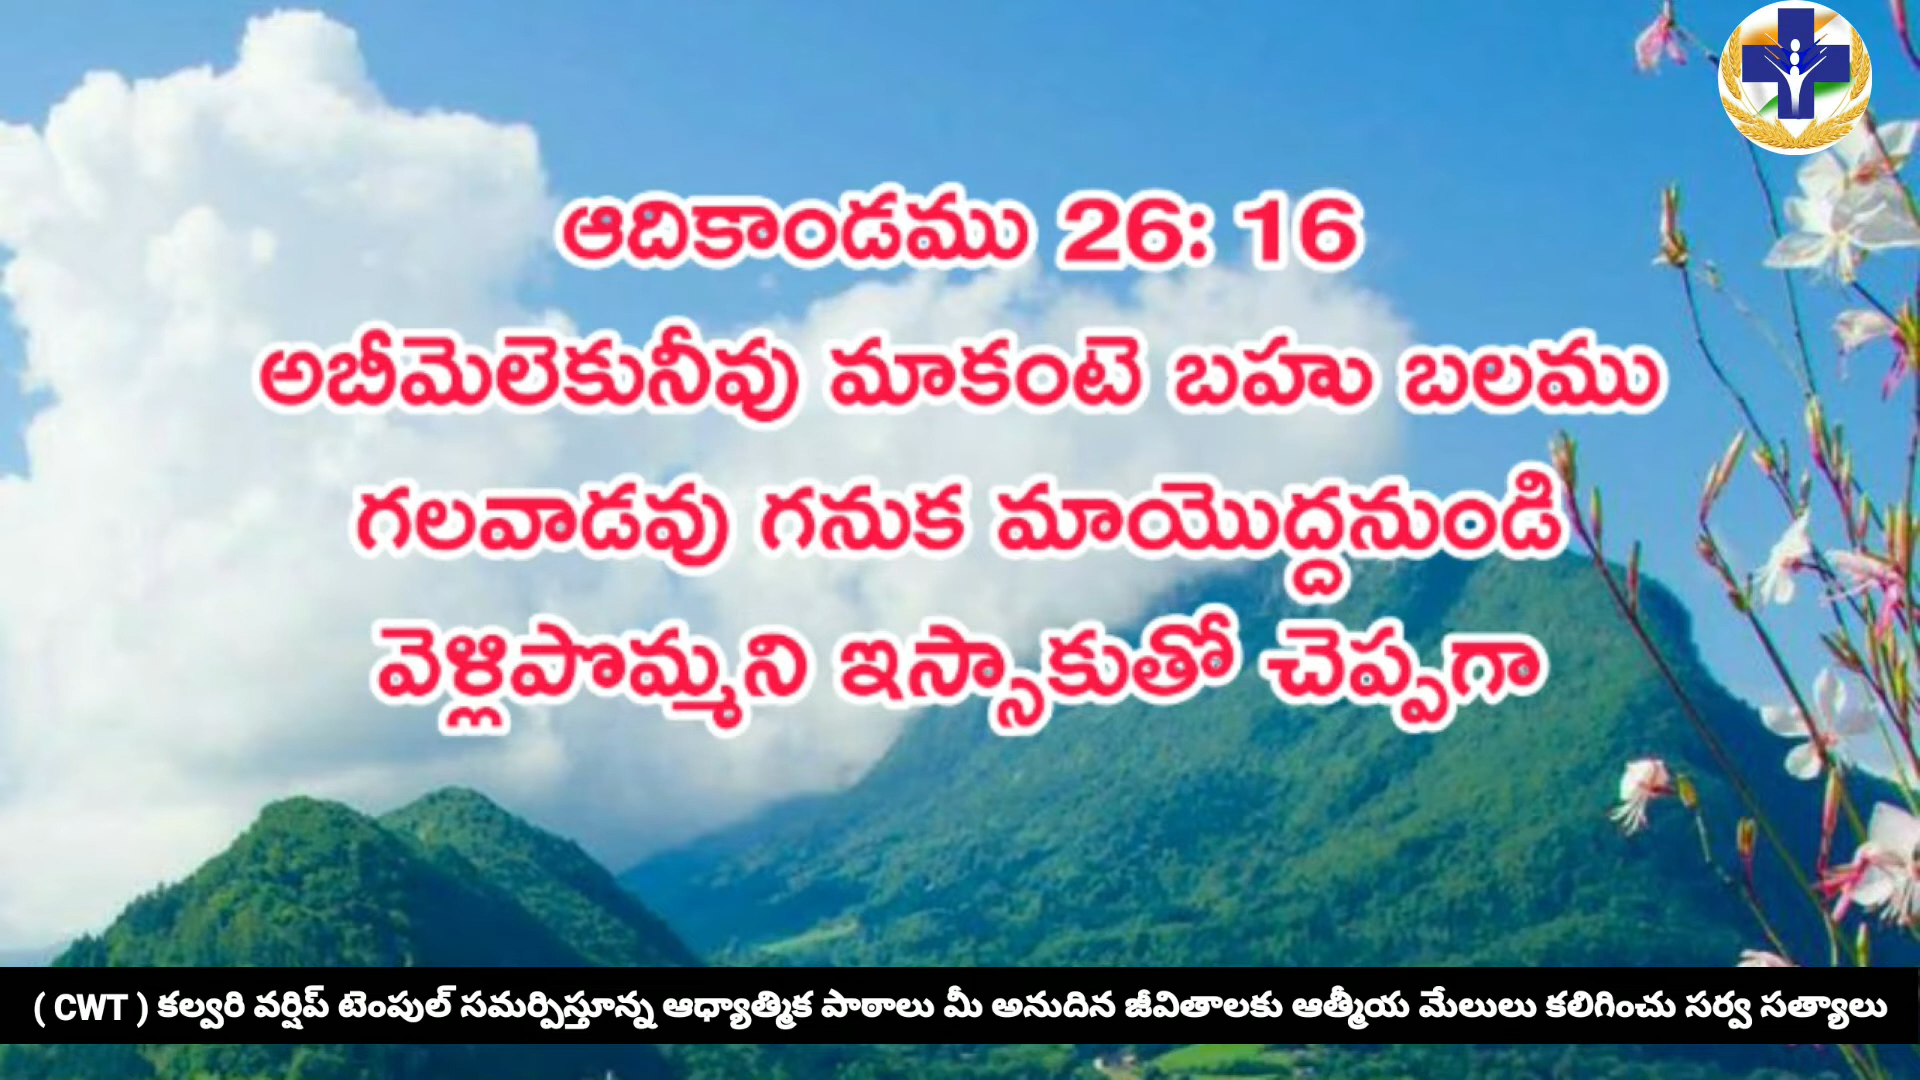 ఆదికాండము 26: 16
అబీమెలెకునీవు మాకంటె బహు బలము
గలవాడవు గనుక మాయొద్దనుండి
వెళ్లిపొమ్మని ఇస్సాకుతో చెప్పగా
( CWT ) కల్వరి వర్షిప్ టెంపుల్ సమర్పిస్తూన్న ఆధ్యాత్మిక పాఠాలు మీ అనుదిన జీవితాలకు ఆత్మీయ మేలులు కలిగించు సర్వ సత్యాలు